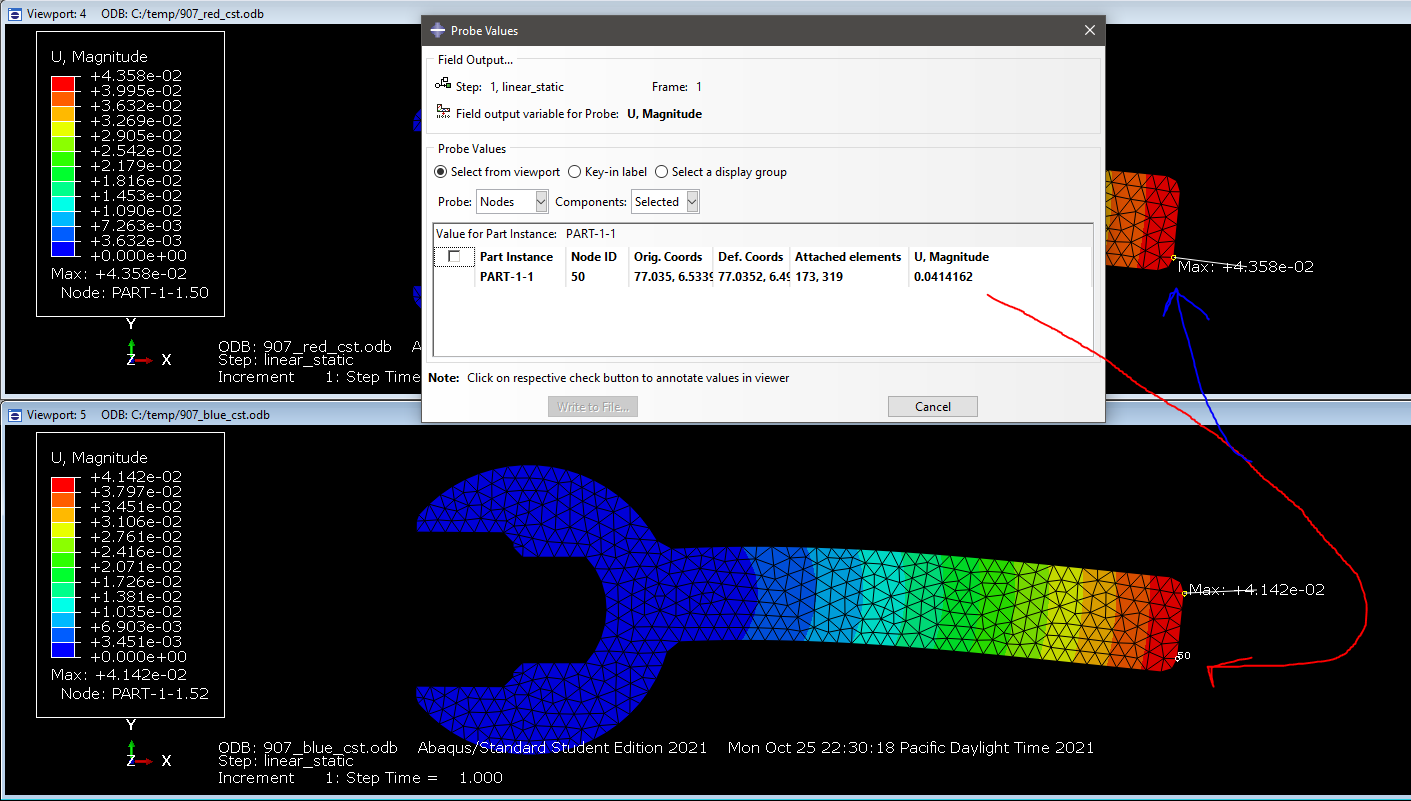 Viewport: 4 ODB: C:/temp/907_red_cst.odb
U, Magnitude
+4.358e-02
+3.995e-02
+3.632e-02
+3.269e-02
+2.905e-02
+2.542e-02
+2.179e-02
+1.816e-02
+1.453e-02
+1.090e-02
+7.263e-03
+3.632e-03
+0.000e+00
Max: +4.358e-02
Node: PART-1-1.50
Y
Z X
ODB: 907_red_cst.odb A
Step: linear_static
Increment 1: Step Time
Max: +4.358e-02
Probe Values
Field Output...
Step: 1, linear_static Frame: 1
Field output variable for Probe: U, Magnitude
Probe Values
Select from viewport Key-in label Select a display group
Probe: Nodes Components: Selected
Value for Part Instance: PART-1-1
Part Instance Node ID Orig. Coords Def. Coords Attached elements U, Magnitude
PART-1-1 50 77.035, 6.5339 77.0352, 6.49 173, 319 0.0414162
Note: Click on respective check button to annotate values in viewer
Write to File... Cancel
Viewport: 5 ODB: C:/temp/907_blue_cst.odb
U, Magnitude
+4.142e-02
+3.797e-02
+3.451e-02
+3.106e-02
+2.761e-02
+2.416e-02
+2.071e-02
+1.726e-02
+1.381e-02
+1.035e-02
+6.903e-03
+3.451e-03
+0.000e+00
Max: +4.142e-02
Node: PART-1-1.52
Max: +4.142e-02
50
Y
Z X
ODB: 907_blue_cst.odb Abaqus/Standard Student Edition 2021 Mon Oct 25 22:30:18 Pacific Daylight Time 2021
Step: linear_static
Increment 1: Step Time = 1.000